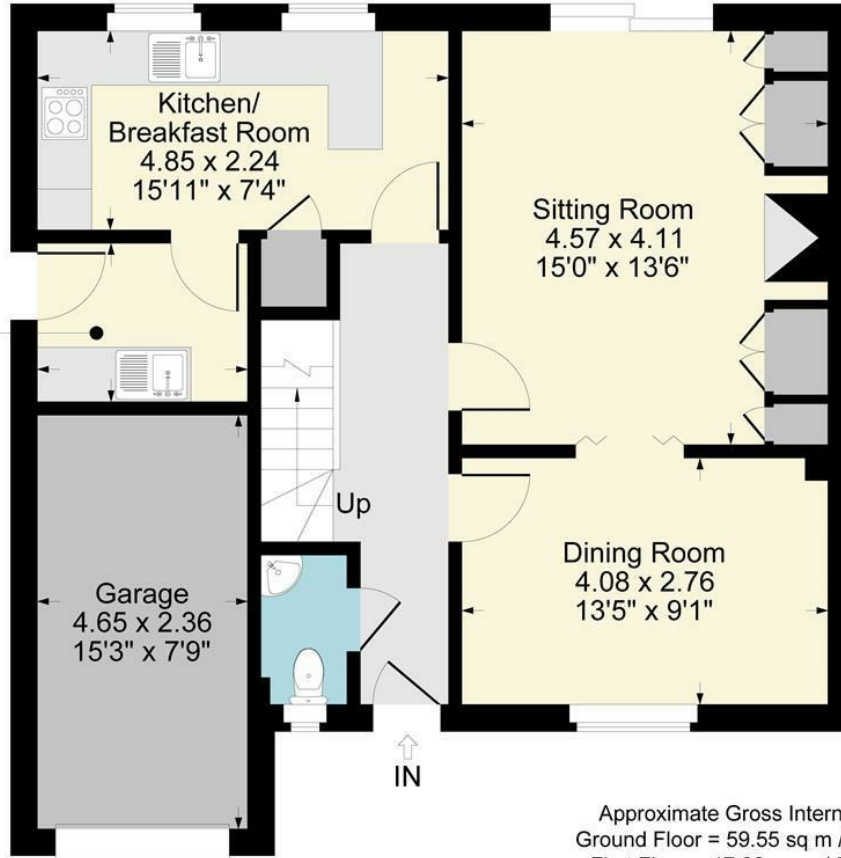 Kitchen/
Breakfast Room
4.85 x 2.24
15'11" x 7'4"
Sitting Room
4.57 x 4.11
15'0" x 13'6"
Up
Dining Room
4.08 x 2.76
13'5" x 9'1"
Garage
4.65 x 2.36
15'3" x 7'9"
IN
Approximate Gross Intern
Ground Floor = 59.55 sq m /